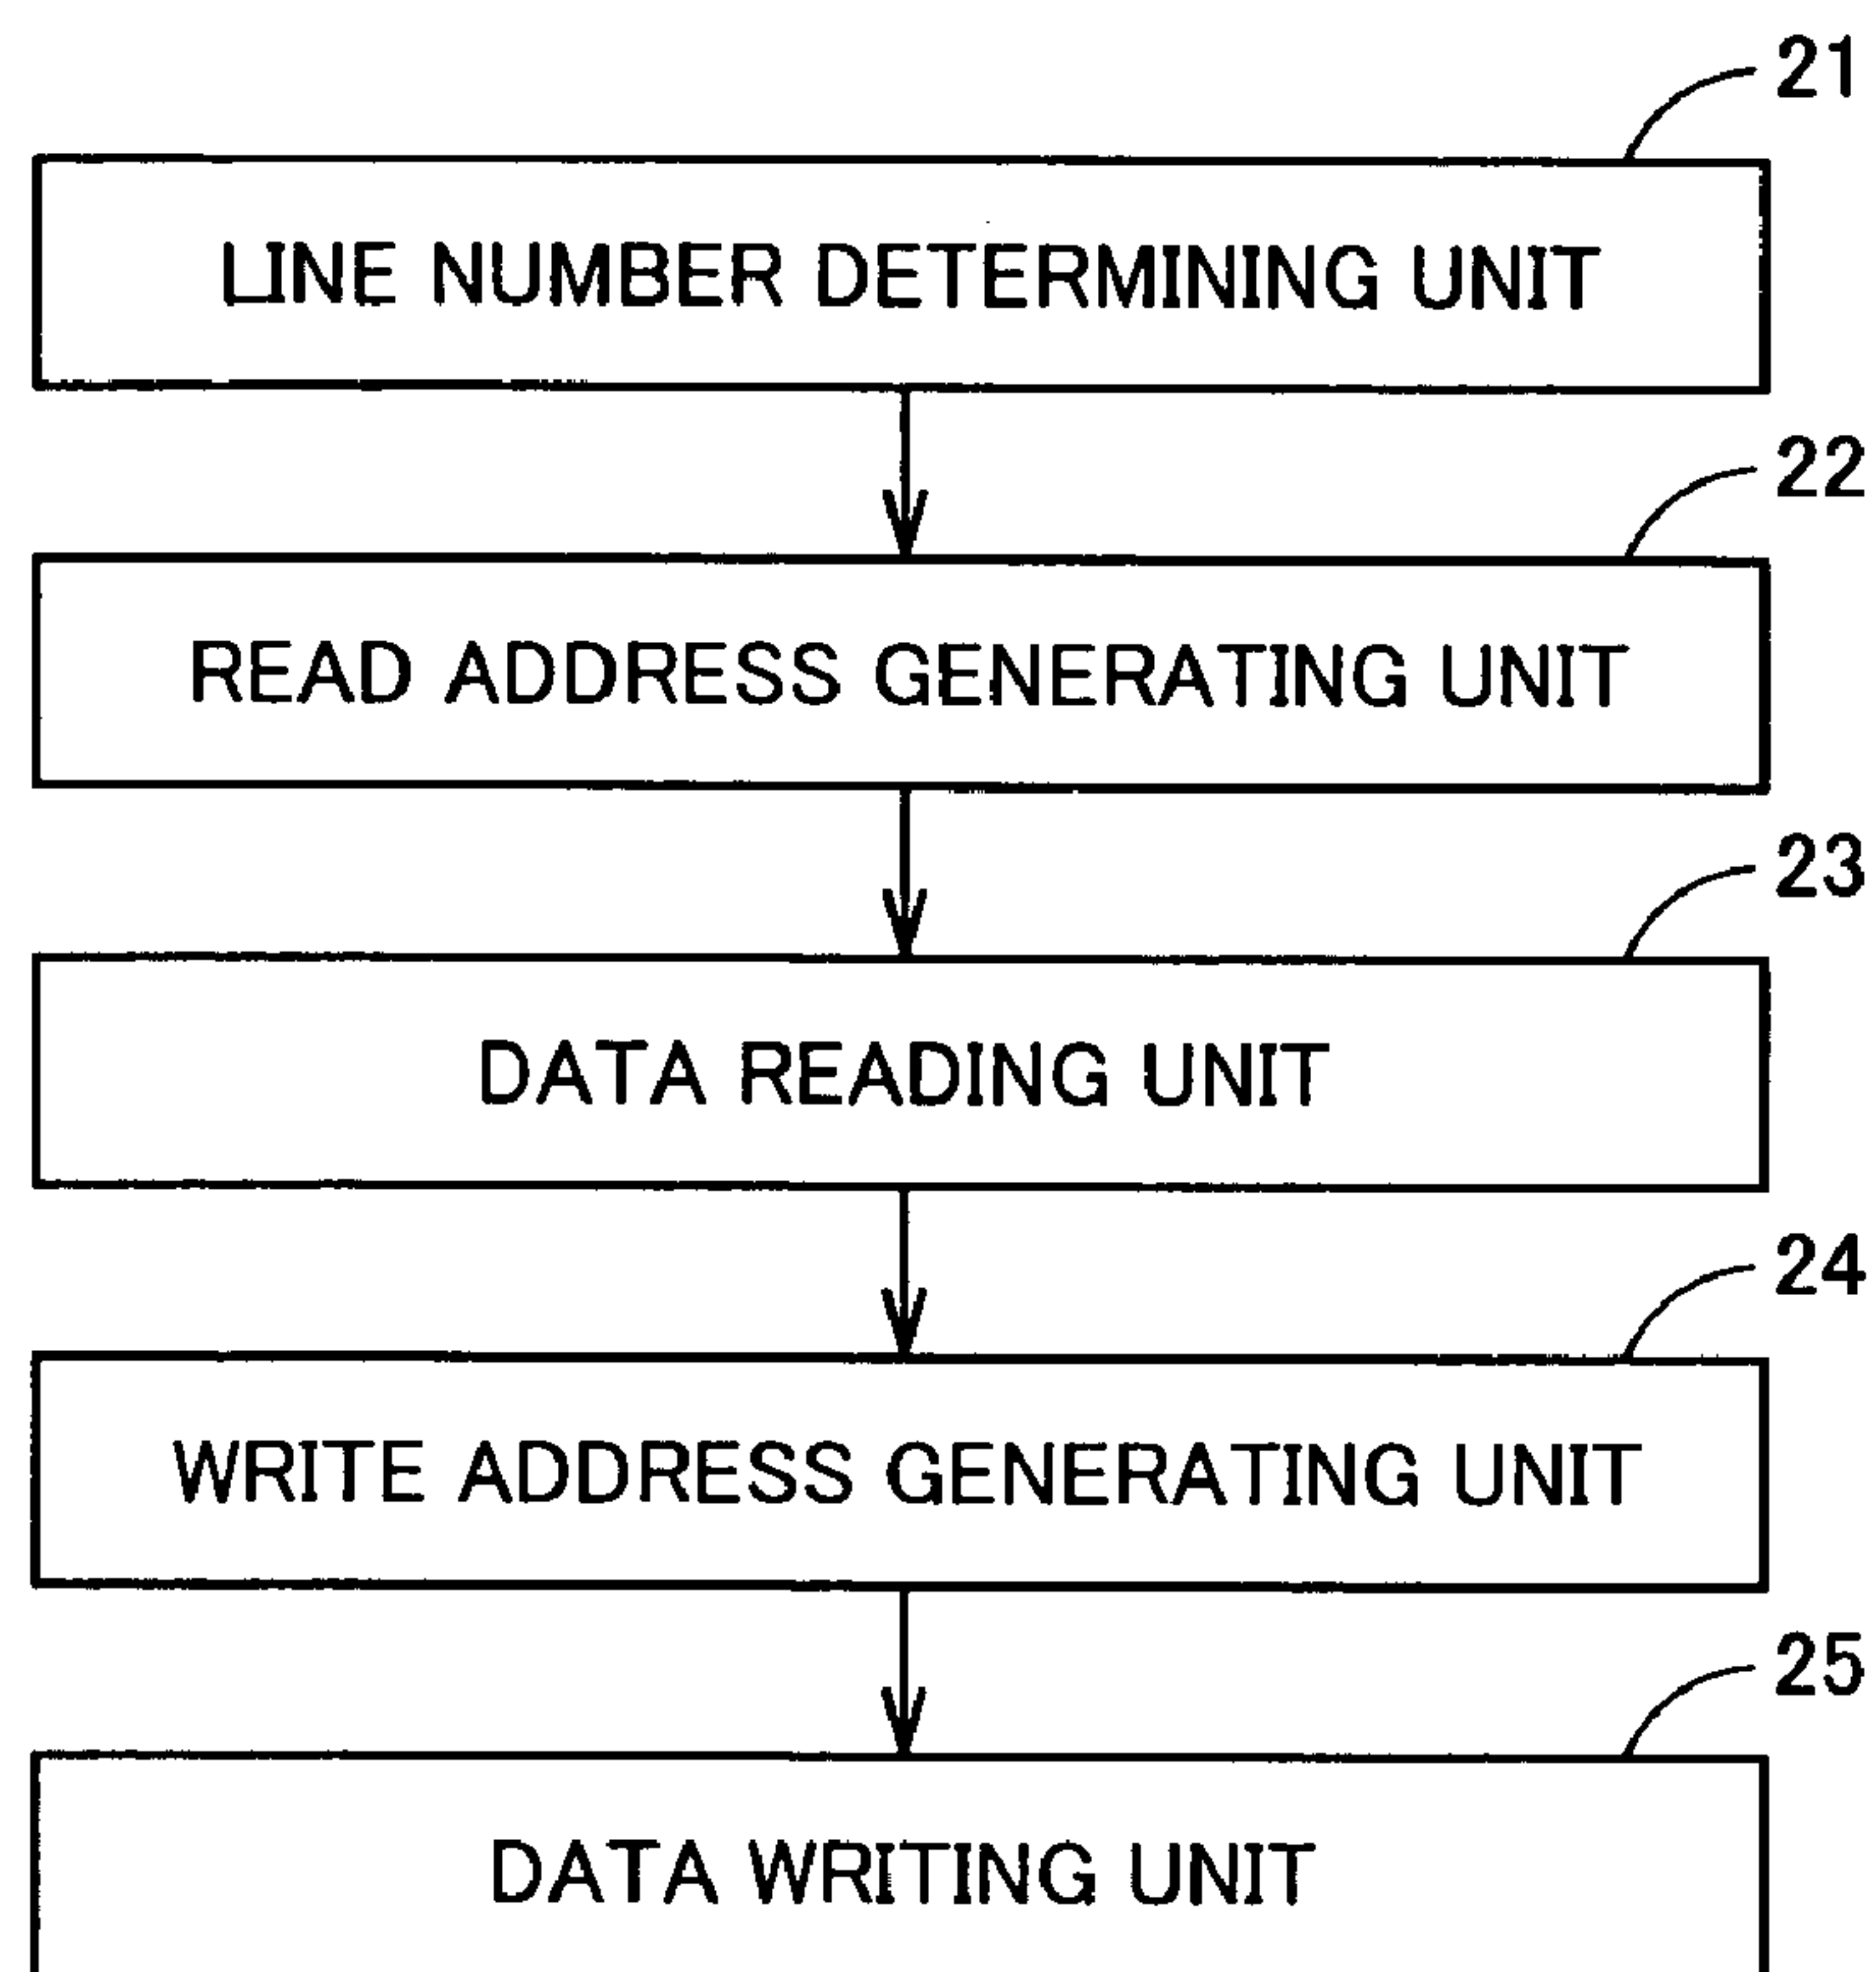 21
LINE NUMBER DETERMINING UNIT
22
READ ADDRESS GENERATING UNIT
23
DATA READING UNIT
24
WRITE ADDRESS GENERATING UNIT
25
DATA WRITING UNIT